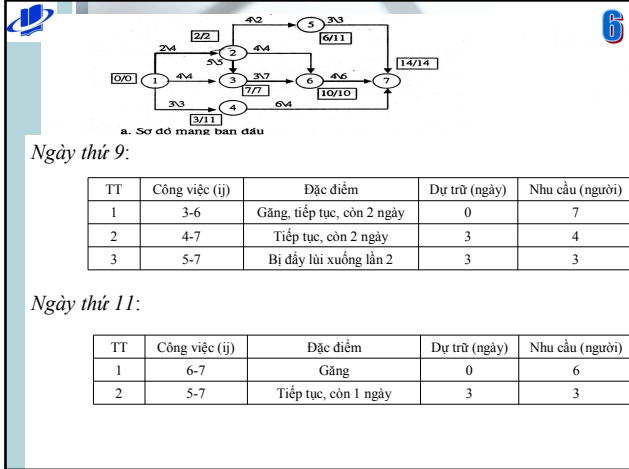 6
4\2
5
3\3
2/2
6/11
2\4
2
4\4
14/14
5\5
0/0
1
4\4
3
3\7
6
4\6
7
7/7
10/10
3\3
4
6\4
3/11
a. Sơ đồ mạng ban đầu
Ngày thứ 9:
TT Công việc (ij) Đặc điểm Dự trữ (ngày) Nhu cầu (người)
1 3-6 Găng, tiếp tục, còn 2 ngày 0 7
2 4-7 Tiếp tục, còn 2 ngày 3 4
3 5-7 Bị đẩy lùi xuống lần 2 3 3
Ngày thứ 11:
TT Công việc (ij) Đặc điểm Dự trữ (ngày) Nhu cầu (người)
1 6-7 Găng 0 6
2 5-7 Tiếp tục, còn 1 ngày 3 3